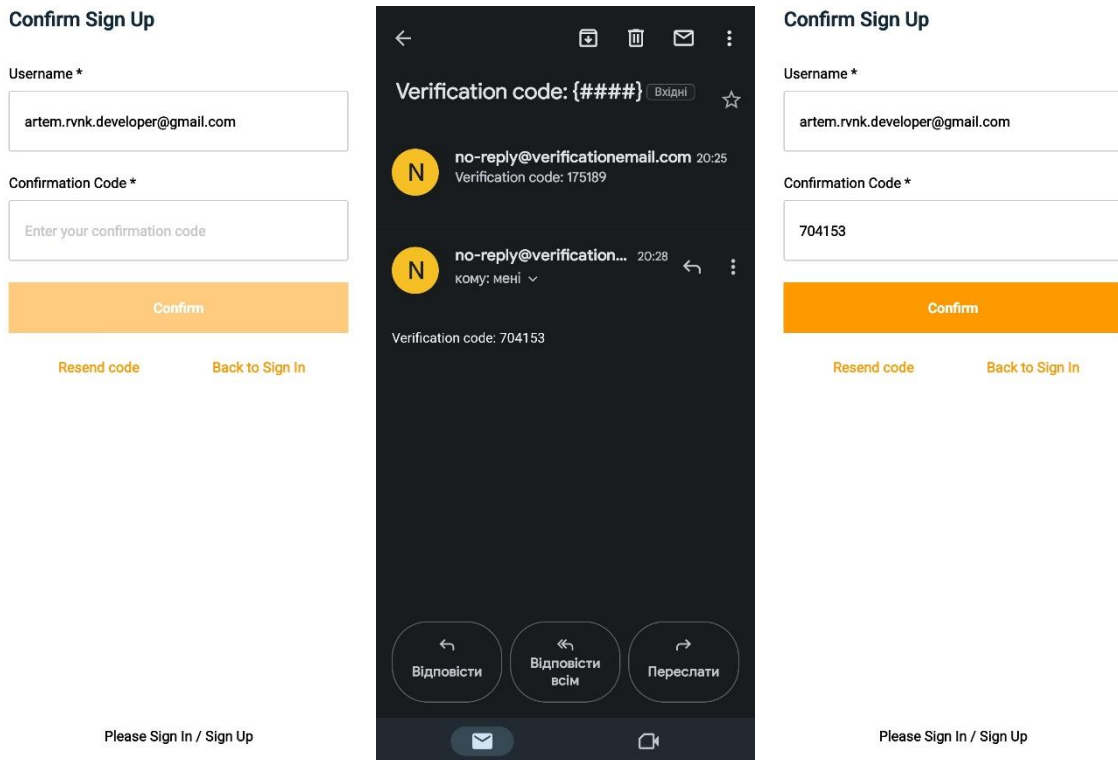 Confirm Sign Up
Username *
artem.rvnk.developer@gmail.com
Confirmation Code *
Enter your confirmation code
Confirm
Resend code
Back to Sign In
Please Sign In / Sign Up
Verification code: {####} Вхідні
N
no-reply@verificationemail.com 20:25
Verification code: 175189
N
no-reply@verification... 20:28
кому: мені
Verification code: 704153
Відповісти
Відповісти
всім
Переслати
Confirm Sign Up
Username *
artem.rvnk.developer@gmail.com
Confirmation Code *
704153
Confirm
Resend code
Back to Sign In
Please Sign In / Sign Up